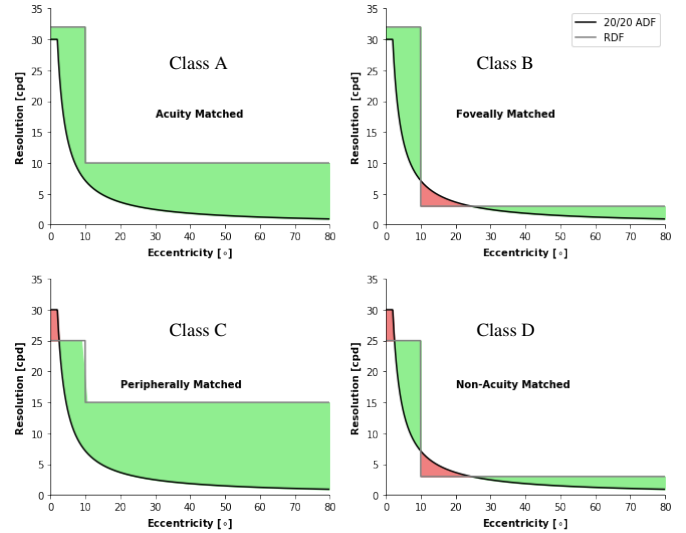 35
30
25
20
15
10
5
0
Resolution [cpd]
Class A
Acuity Matched
0 10 20 30 40 50 60 70 80
Eccentricity [∘]
35
30
25
20
15
10
5
0
Resolution [cpd]
20/20 ADF
RDF
Class B
Foveally Matched
0 10 20 30 40 50 60 70 80
Eccentricity [∘]
35
30
25
20
15
10
5
0
Resolution [cpd]
Class C
Peripherally Matched
0 10 20 30 40 50 60 70 80
Eccentricity [∘]
35
30
25
20
15
10
5
0
Resolution [cpd]
Class D
Non-Acuity Matched
0 10 20 30 40 50 60 70 80
Eccentricity [∘]